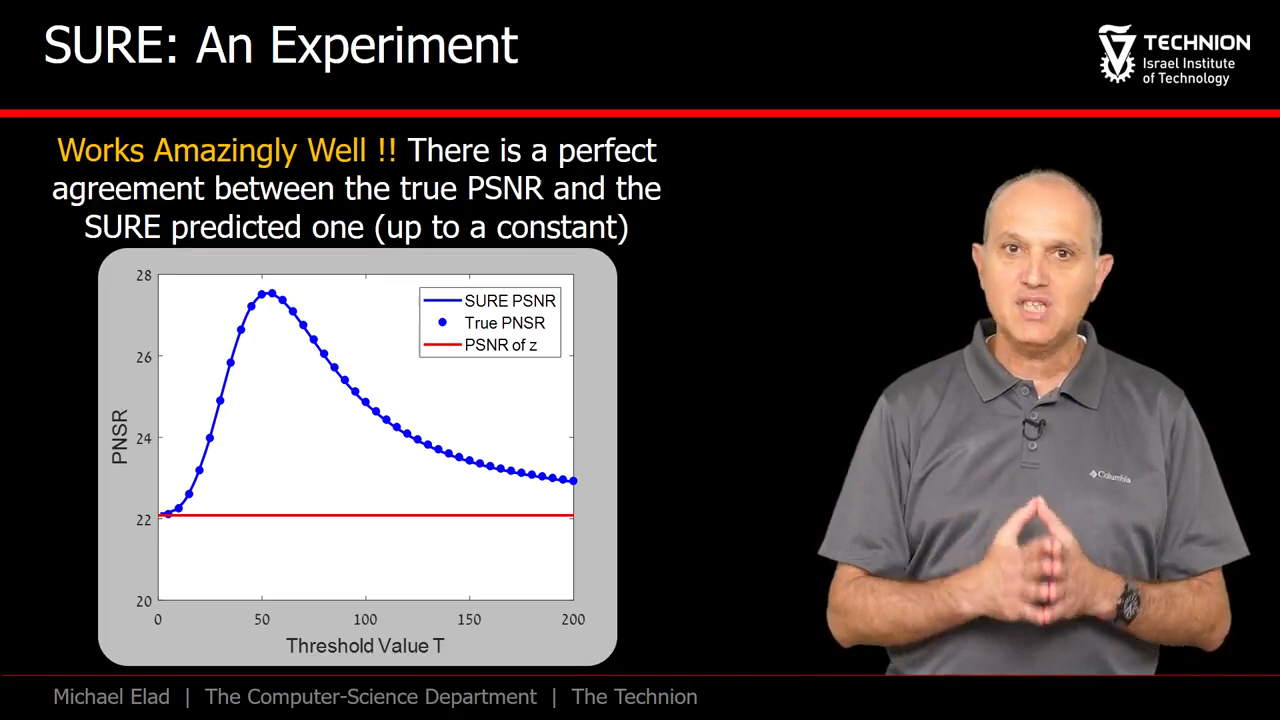 SURE: An Experiment
TECHNION
Israel Institute
of Technology
Works Amazingly Well !! There is a perfect
agreement between the true PSNR and the
SURE predicted one (up to a constant)
28
26
24
22
20
PNSR
SURE PSNR
True PNSR
PSNR of z
0 50 100 150 200
Threshold Value T
Columbia
Michael Elad | The Computer-Science Department | The Technion